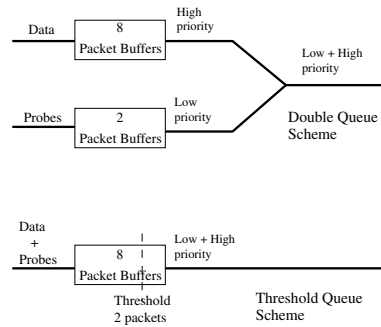 Data
8
Packet Buffers
High
priority
Low + High
priority
Probes
2
Packet Buffers
Low
priority
Double Queue
Scheme
Data
+
Probes
8
Packet Buffers
Low + High
priority
Threshold
2 packets
Threshold Queue
Scheme